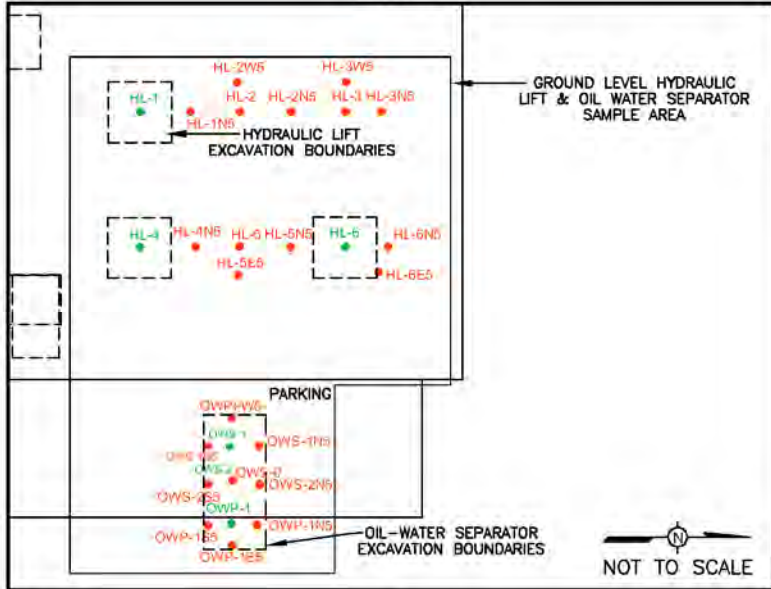 HL-2W5
HL-3W5
GROUND LEVEL HYDRAULIC
LIFT & OIL WATER SEPARATOR
SAMPLE AREA
HL-1
HL-2
HL-2N5
HL-3
HL-3N5
HL-1N5
HYDRAULIC LIFT
EXCAVATION BOUNDARIES
HL-4
HL-4N5
HL-5N5
HL-6
HL-6N5
HL-5E5
HL-6E5
PARKING
OWS-1
OWS-1N5
OWS-2N5
OWS-2S5
OWP-1
OWP-1S5
OWP-1N5
OWP-1E5
OIL-WATER SEPARATOR
EXCAVATION BOUNDARIES
N
NOT TO SCALE